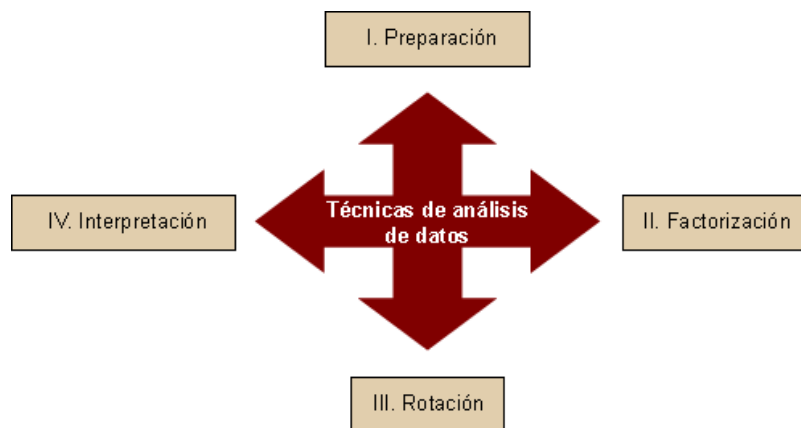 I. Preparación
IV. Interpretación
Técnicas de análisis
de datos
II. Factorización
III. Rotación